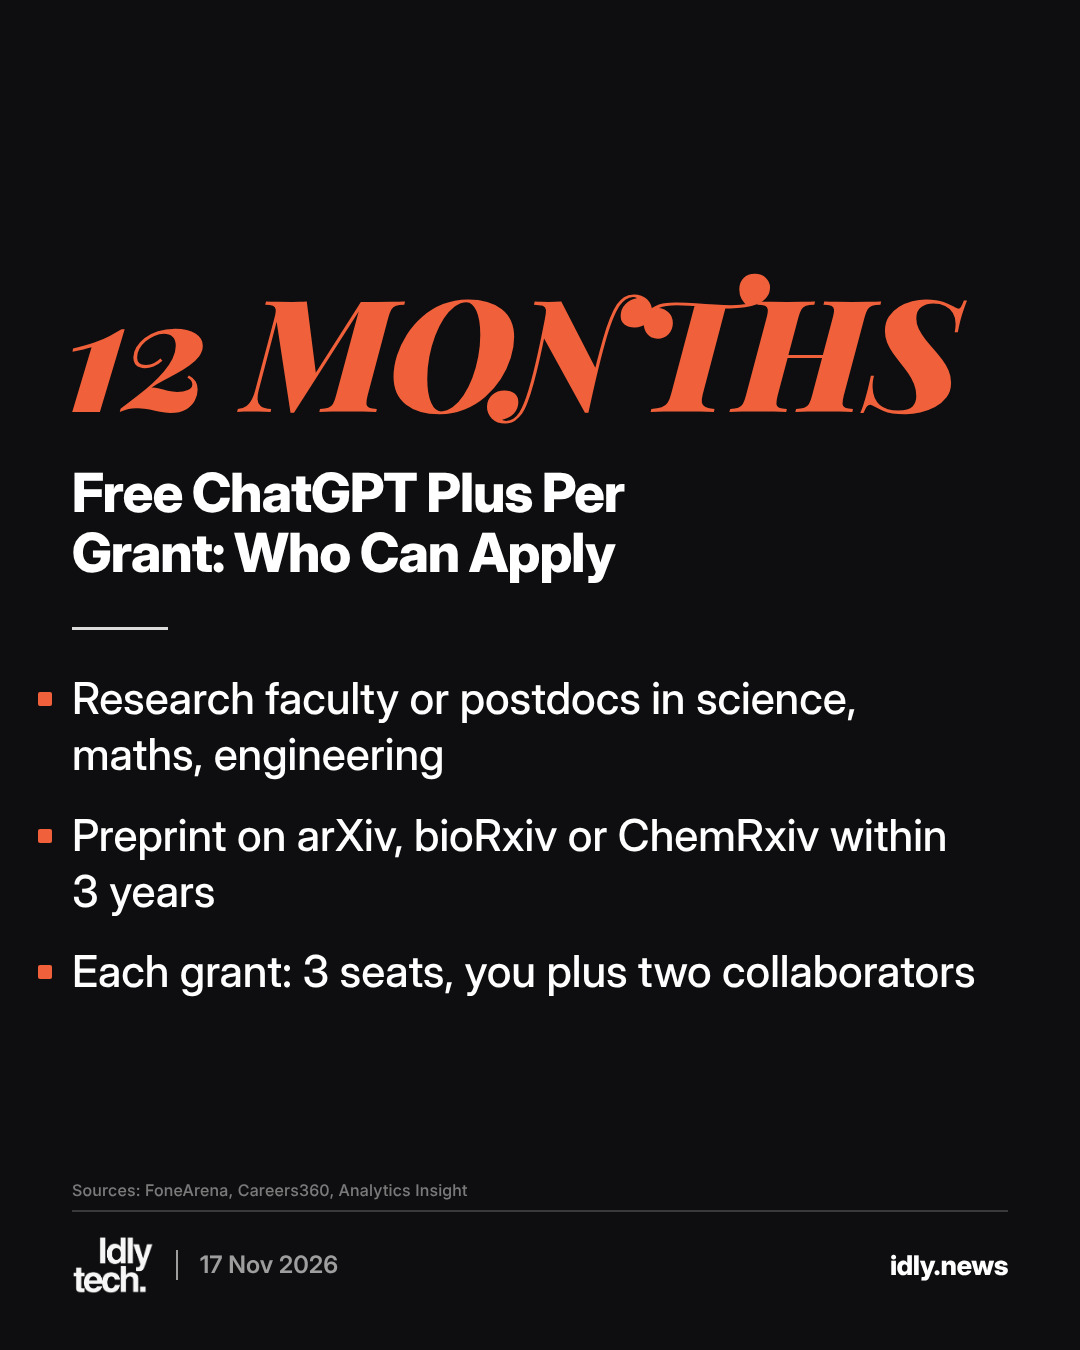 12 MONTHS
Free ChatGPT Plus Per
Grant: Who Can Apply
Research faculty or postdocs in science,
maths, engineering
Preprint on arXiv, bioRxiv or ChemRxiv within
3 years
Each grant: 3 seats, you plus two collaborators
Sources: FoneArena, Careers360, Analytics Insight
Idly
tech.
17 Nov 2026
idly.news